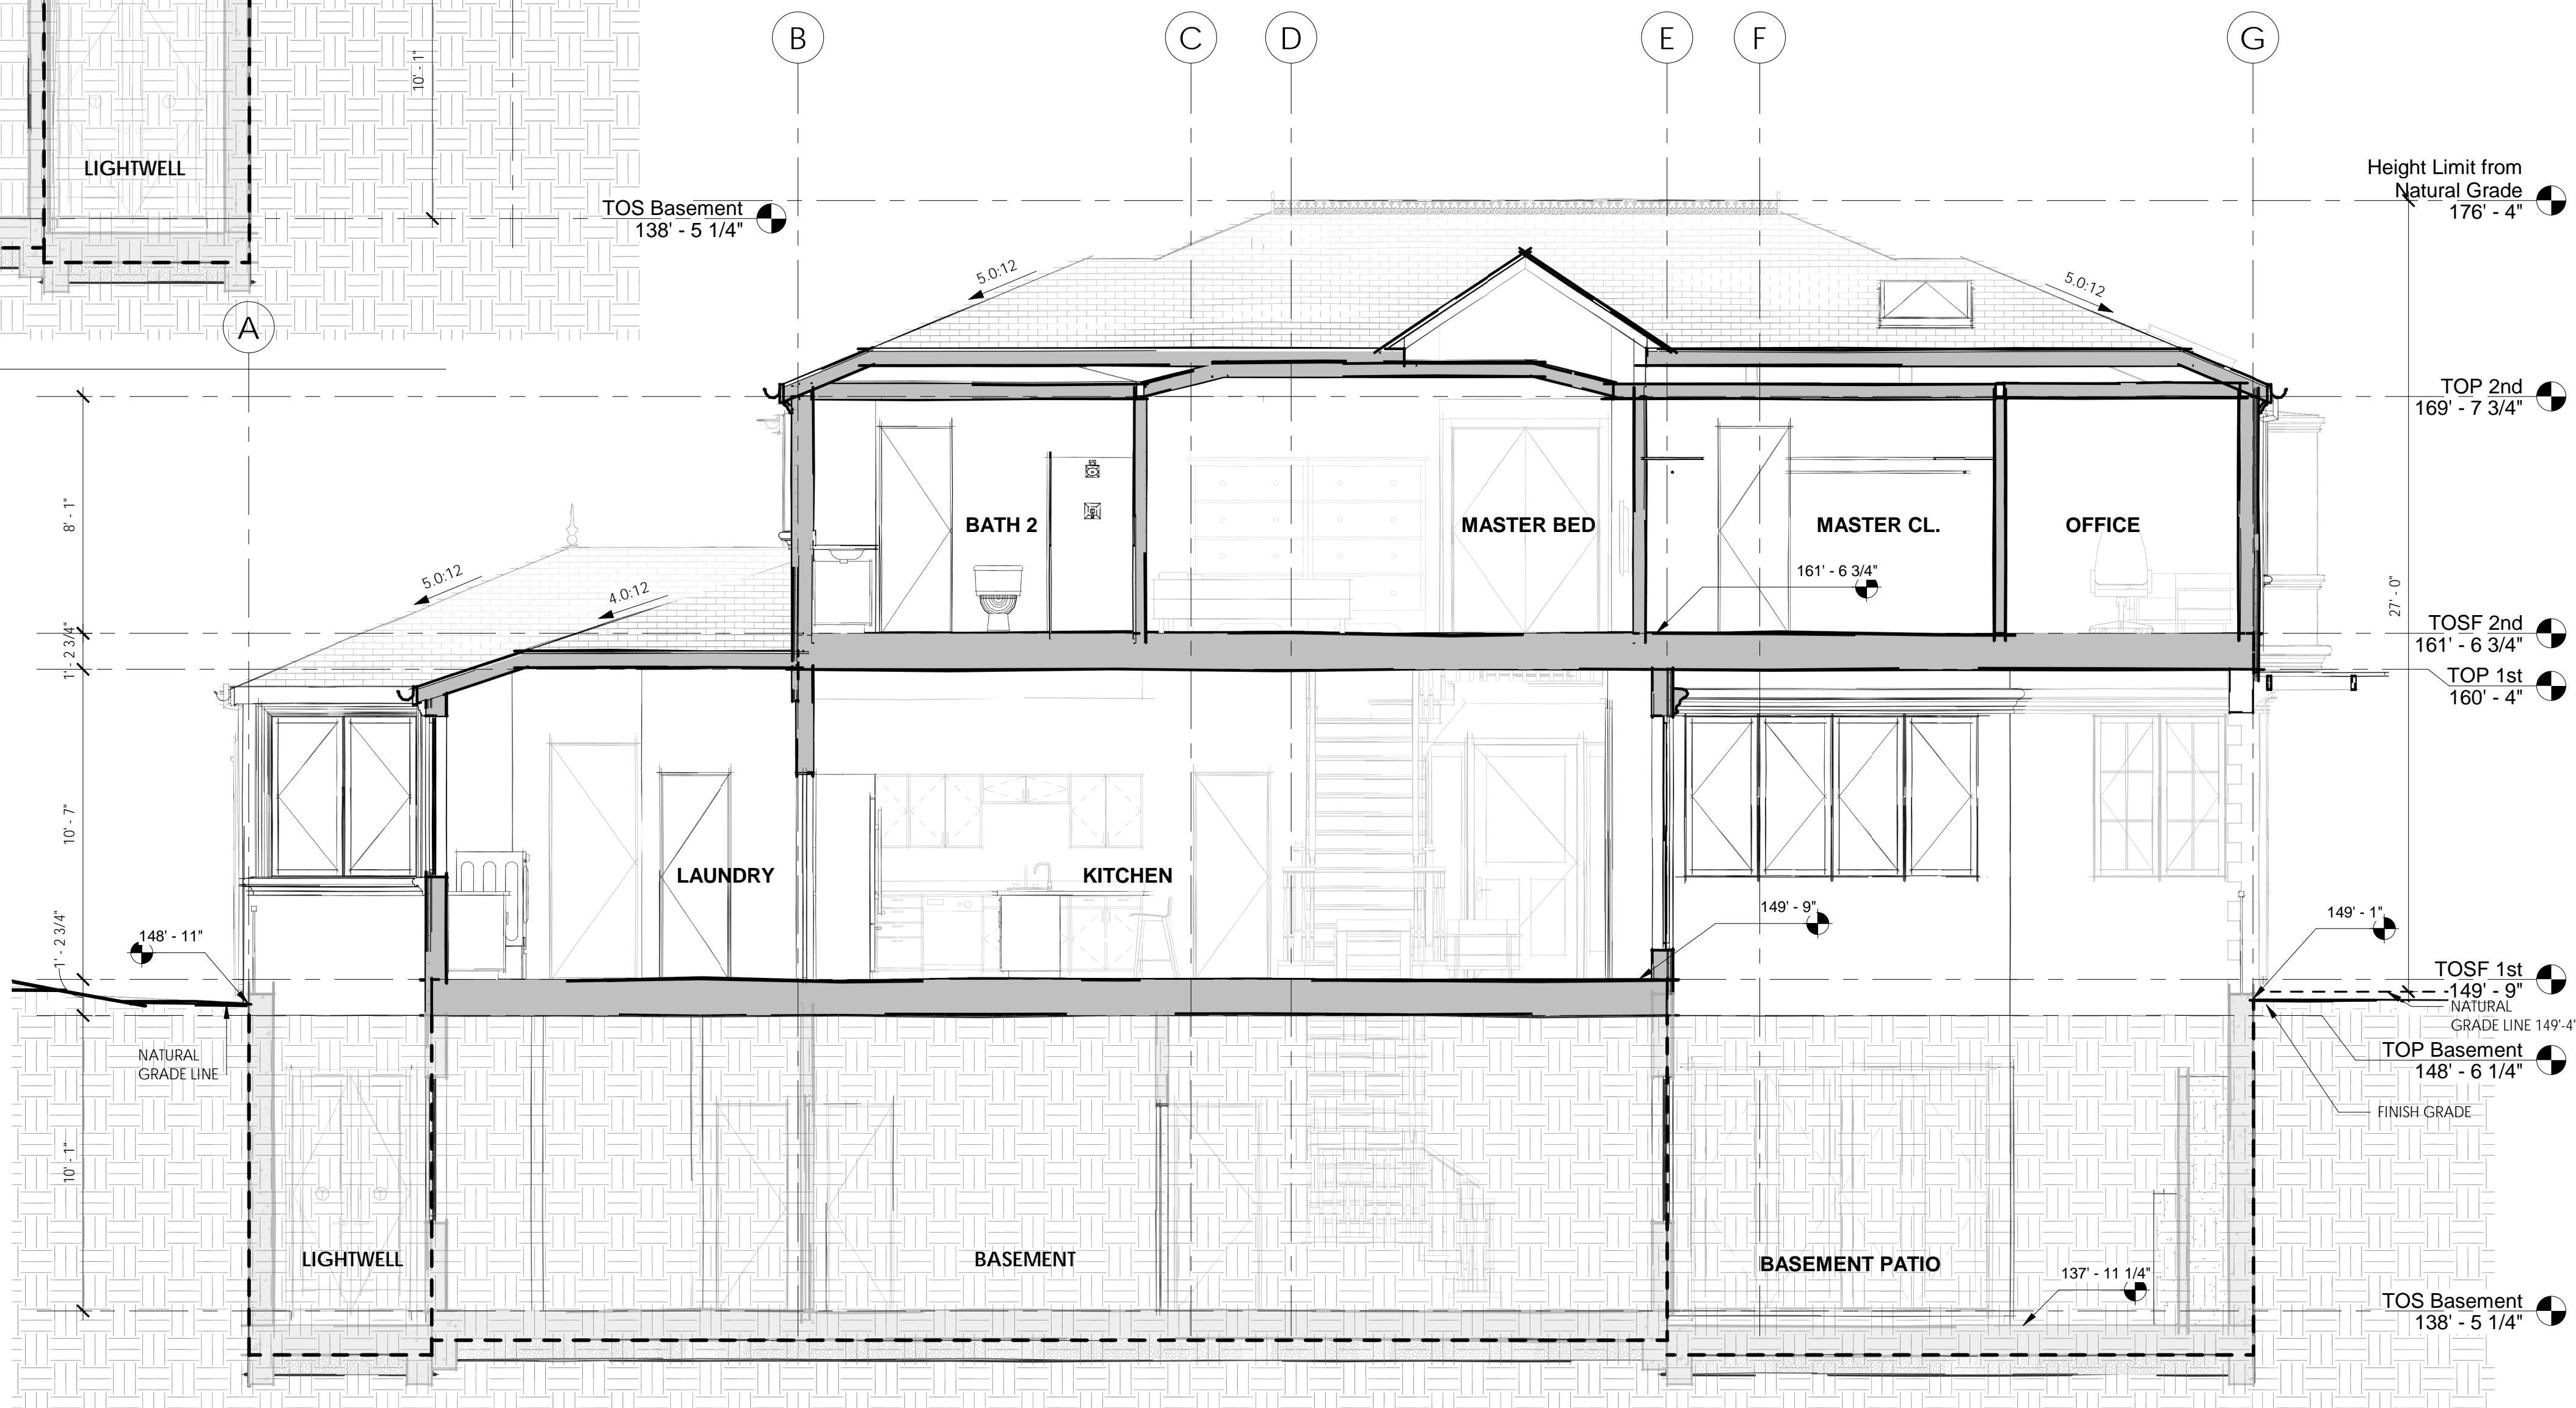 B
C
D
E
F
G
10' - 1"
LIGHTWELL
TOS Basement
138' - 5 1/4"
Height Limit from
Natural Grade
176' - 4"
A
5.0:12
5.0:12
TOP 2nd
169' - 7 3/4"
8' - 1"
BATH 2
MASTER BED
MASTER CL.
OFFICE
161' - 6 3/4"
5.0:12
4.0:12
27' - 0"
TOSF 2nd
161' - 6 3/4"
1' - 2 3/4"
TOP 1st
160' - 4"
10' - 7"
LAUNDRY
KITCHEN
149' - 9"
149' - 1"
148' - 11"
1' - 2 3/4"
TOSF 1st
149' - 9"
NATURAL
GRADE LINE 149'-4"
NATURAL
GRADE LINE
TOP Basement
148' - 6 1/4"
FINISH GRADE
10' - 1"
LIGHTWELL
BASEMENT
BASEMENT PATIO
137' - 11 1/4"
TOS Basement
138' - 5 1/4"